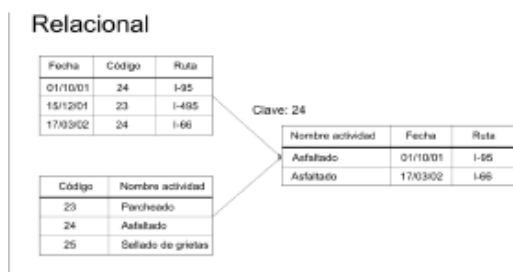 Relacional
Fecha Código Ruta
01/10/01 24 I-95
15/12/01 23 I-495
17/03/02 24 I-66
Clave: 24
Nombre actividad Fecha Ruta
Asfaltado 01/10/01 I-95
Asfaltado 17/03/02 I-66
Código Nombre actividad
23 Parcheado
24 Asfaltado
25 Sellado de grietas